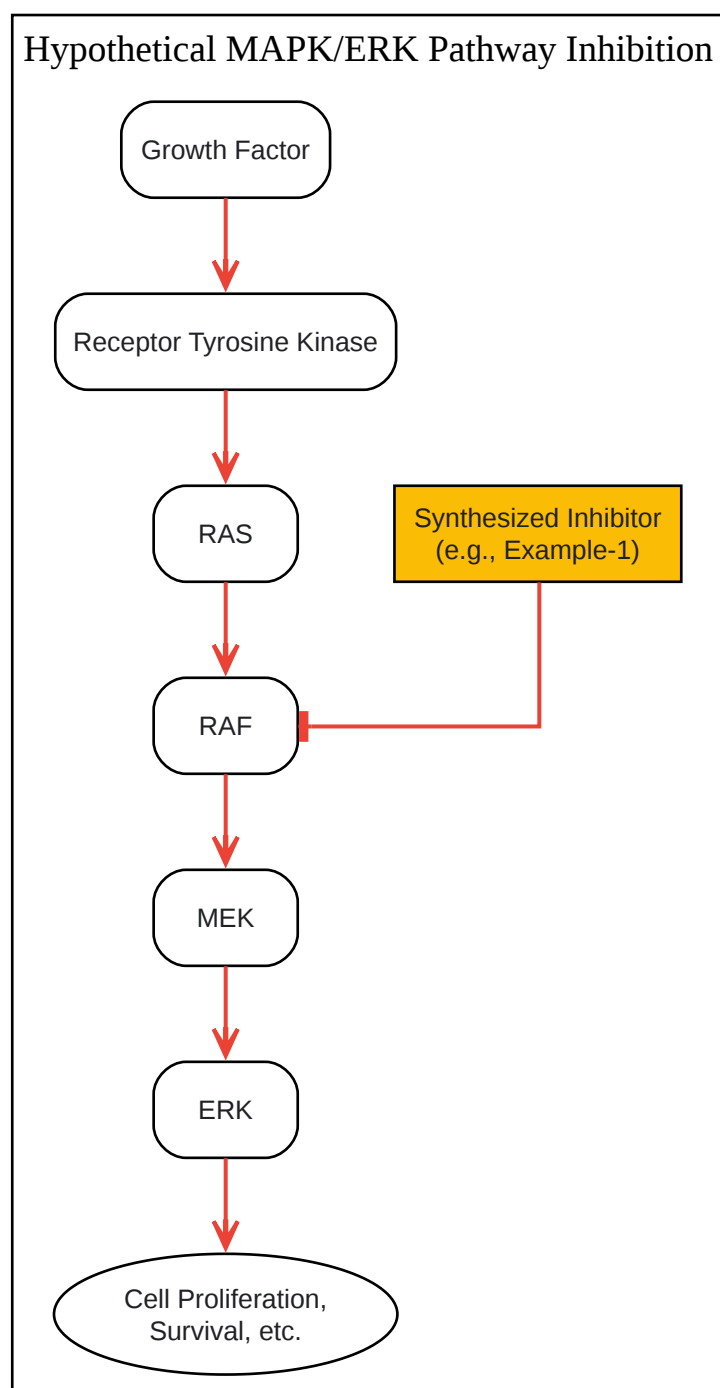 Hypothetical MAPK/ERK Pathway Inhibition
Growth Factor
Receptor Tyrosine Kinase
RAS
Synthesized Inhibitor
(e.g., Example-1)
RAF
MEK
ERK
Cell Proliferation,
Survival, etc.